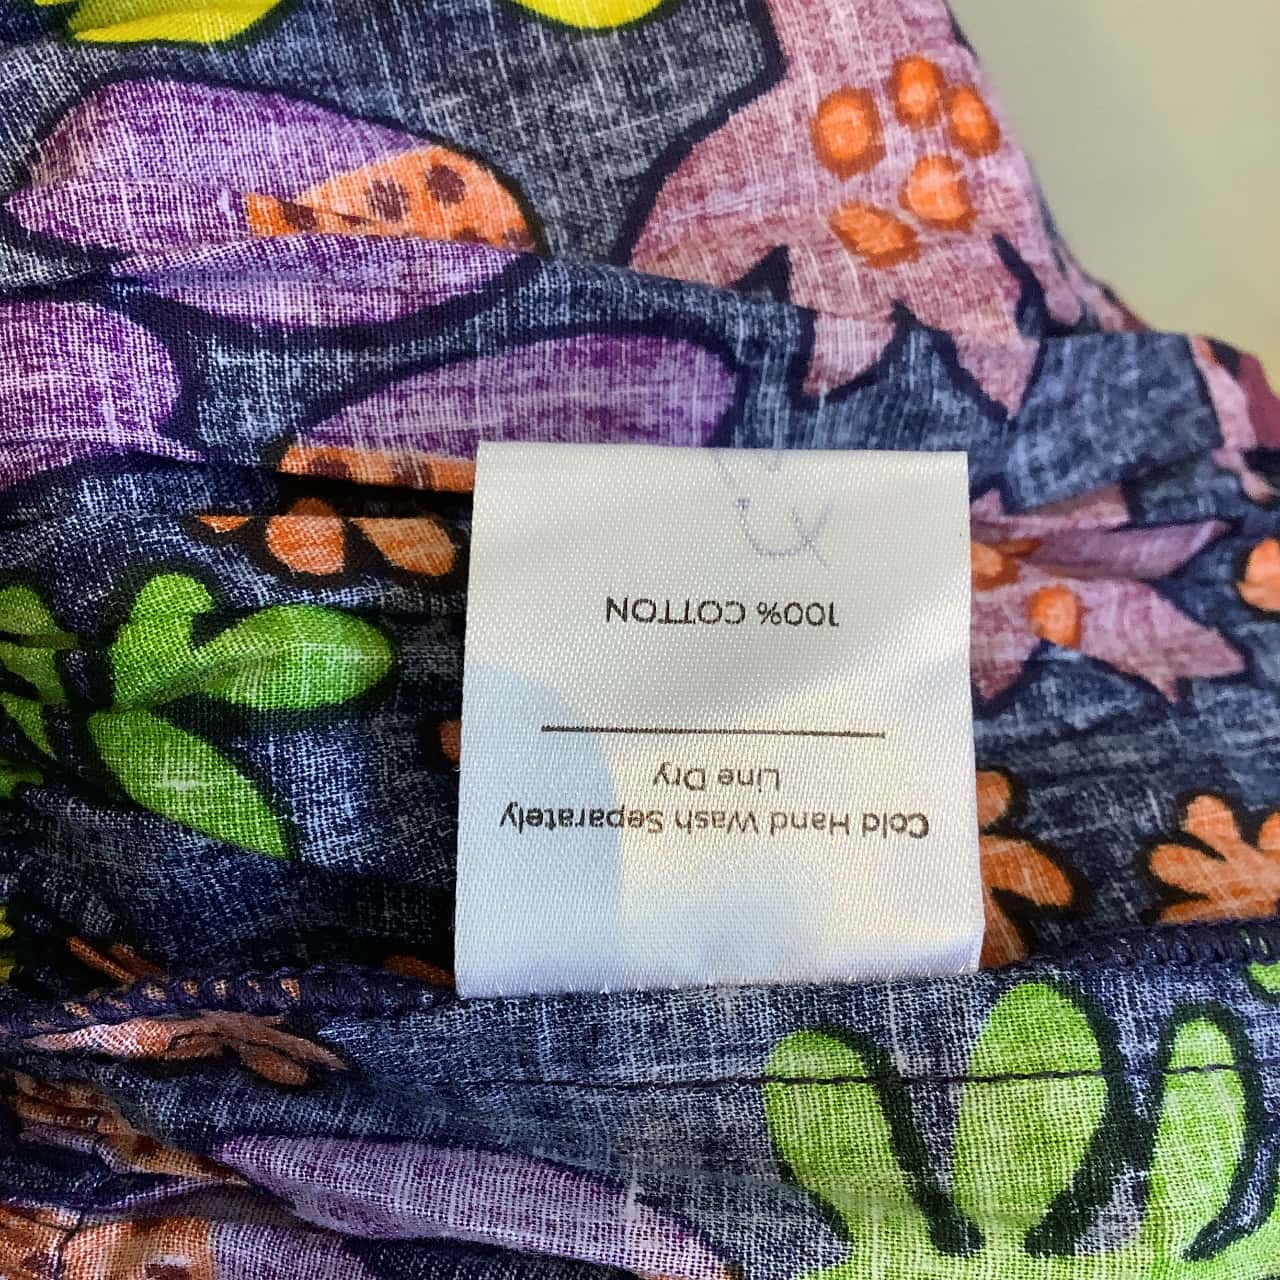 Cold Hand Wash Separately
Line Dry
100% COTTON